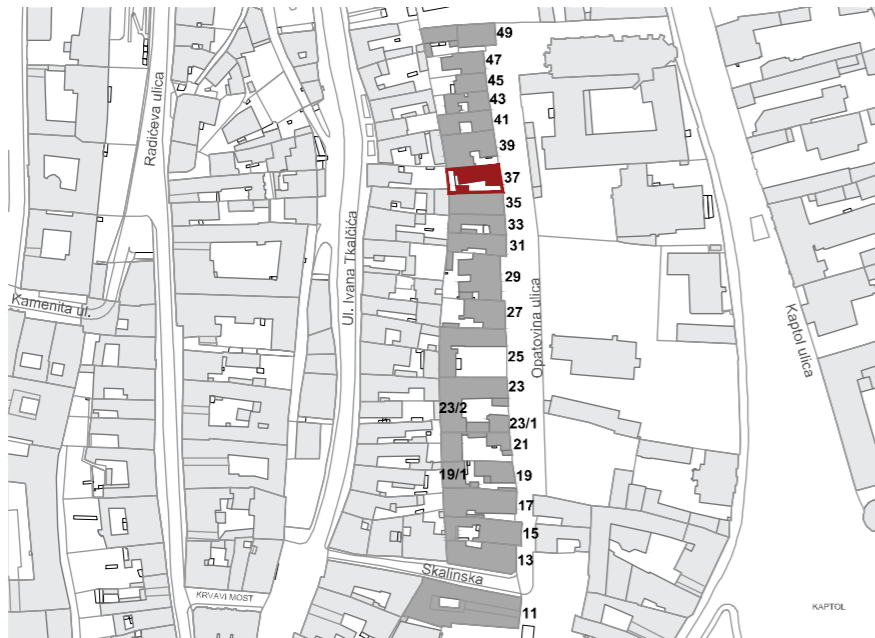 49
47
45
43
41
39
37
35
33
31
29
27
25
23
23/2
23/1
21
19/1
19
17
15
13
11
Radićeva ulica
Ul. Ivana Tkalčića
Kamenita ul.
Opatovina ulica
Kaptol ulica
Skalinska
KRVAVI MOST
KAPTOL